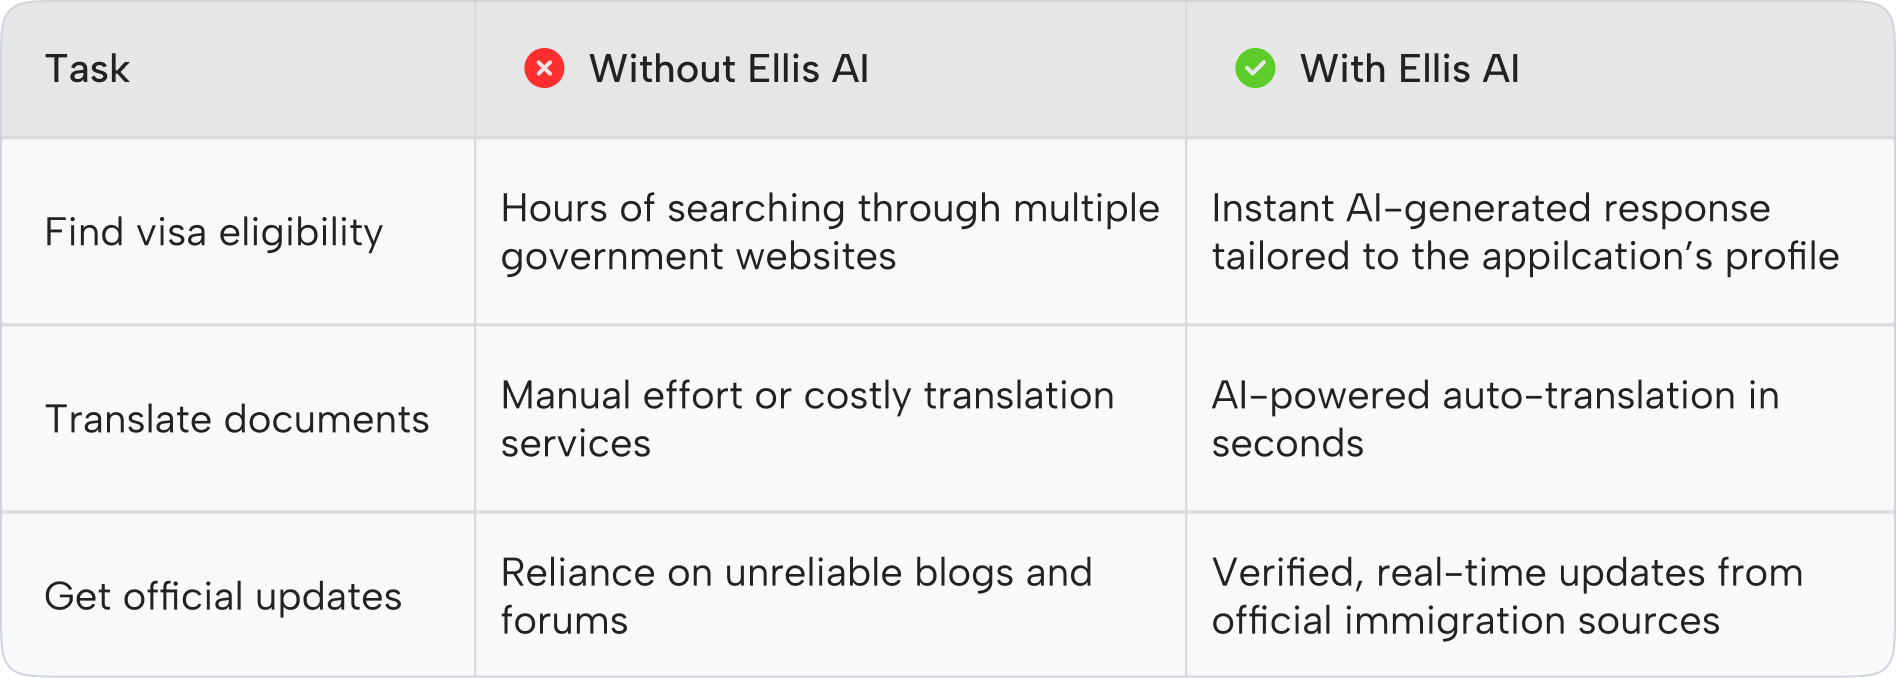 Task
Without Ellis AI
With Ellis AI
Find visa eligibility
Hours of searching through multiple
government websites
Instant AI-generated response
tailored to the appilcation’s profile
Translate documents
Manual effort or costly translation
services
AI-powered auto-translation in
seconds
Get official updates
Reliance on unreliable blogs and
forums
Verified, real-time updates from
official immigration sources